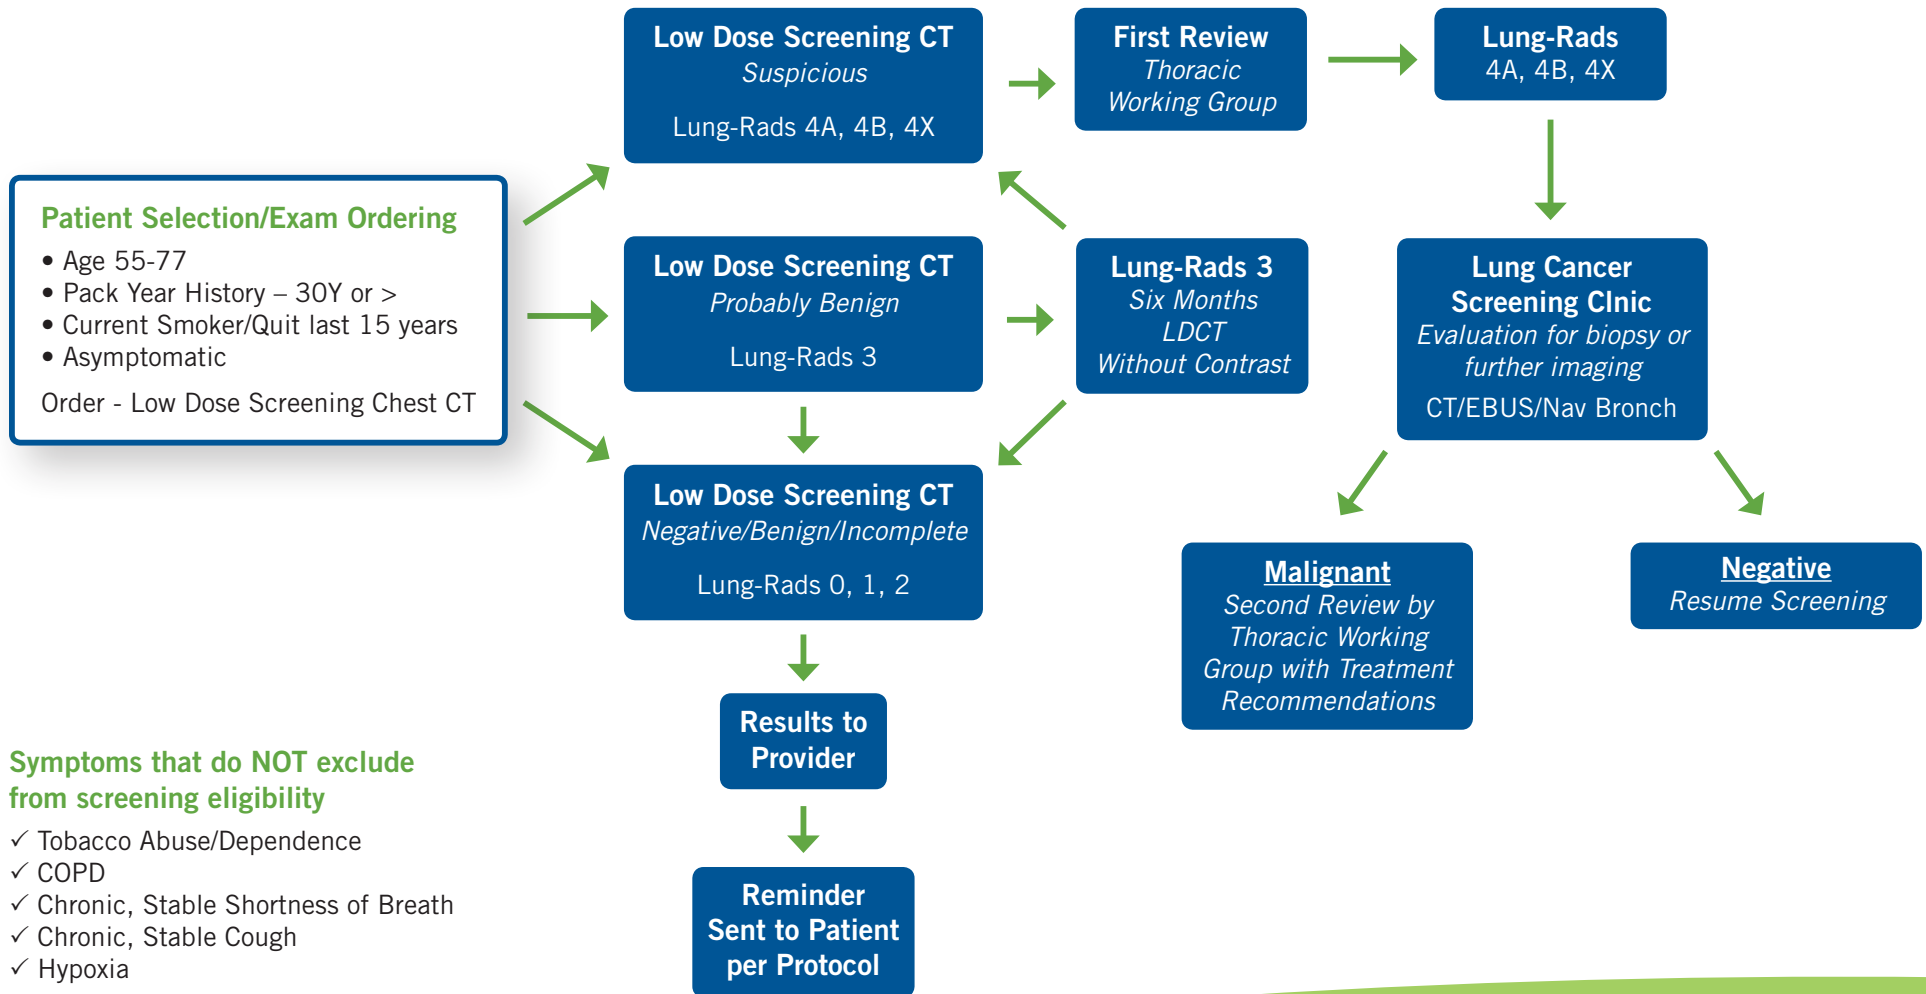 Low Dose Screening CT
Suspicious
Lung-Rads 4A, 4B, 4X
First Review
Thoracic
Working Group
Lung-Rads
4A, 4B, 4X
Patient Selection/Exam Ordering
• Age 55-77
• Pack Year History – 30Y or >
• Current Smoker/Quit last 15 years
• Asymptomatic
Order - Low Dose Screening Chest CT
Low Dose Screening CT
Probably Benign
Lung-Rads 3
Lung-Rads 3
Six Months
LDCT
Without Contrast
Lung Cancer
Screening Clnic
Evaluation for biopsy or
further imaging
CT/EBUS/Nav Bronch
Low Dose Screening CT
Negative/Benign/Incomplete
Lung-Rads 0, 1, 2
Malignant
Second Review by
Thoracic Working
Group with Treatment
Recommendations
Negative
Resume Screening
Results to
Provider
Reminder
Sent to Patient
per Protocol
Symptoms that do NOT exclude
from screening eligibility
✓ Tobacco Abuse/Dependence
✓ COPD
✓ Chronic, Stable Shortness of Breath
✓ Chronic, Stable Cough
✓ Hypoxia